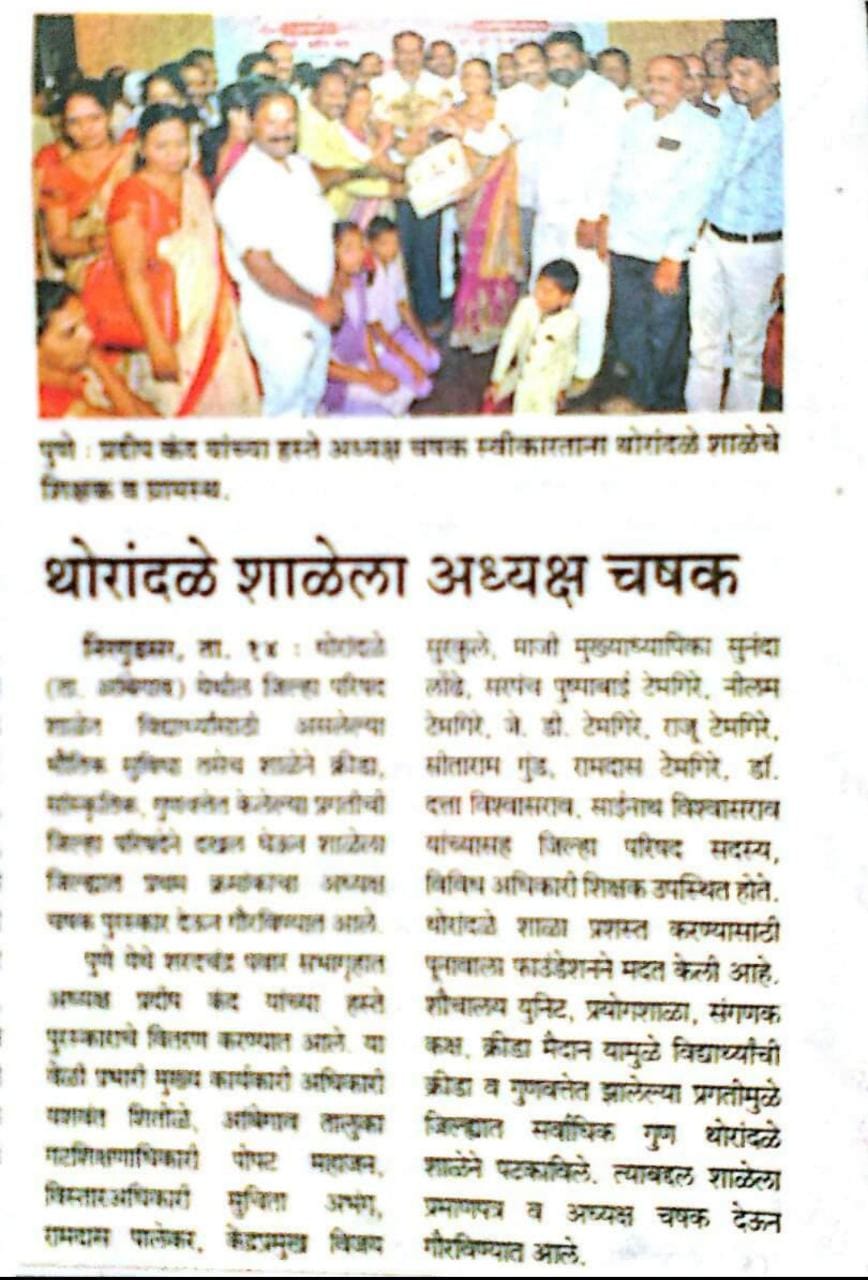 पुणे : प्रदीप कंद यांच्या हस्ते अध्यक्ष चषक स्वीकारताना थोरांदळे शाळेचे
शिक्षक व ग्रामस्थ.
थोरांदळे शाळेला अध्यक्ष चषक
निरगुडसर, ता. १४ : थोरांदळे
(ता. आंबेगाव) येथील जिल्हा परिषद
शाळेत विद्यार्थ्यांसाठी असलेल्या
भौतिक सुविधा तसेच शाळेने क्रीडा,
सांस्कृतिक, गुणवत्तेत केलेल्या प्रगतीची
जिल्हा परिषदेने दखल घेऊन शाळेला
जिल्ह्यात प्रथम क्रमांकाचा अध्यक्ष
चषक पुरस्कार देऊन गौरविण्यात आले.
पुणे येथे शरदचंद्र पवार सभागृहात
अध्यक्ष प्रदीप कंद यांच्या हस्ते
पुरस्काराचे वितरण करण्यात आले. या
वेळी प्रभारी मुख्य कार्यकारी अधिकारी
यशवंत शितोळे, आंबेगाव तालुका
गटशिक्षणाधिकारी पोपट महाजन,
विस्तारअधिकारी सुचिता अभंग,
रामदास पालेकर, केंद्रप्रमुख विजय
सुरकुले, माजी मुख्याध्यापिका सुनंदा
लोंढे, सरपंच पुष्पाबाई टेमगिरे, नीलम
टेमगिरे, जे. डी. टेमगिरे, राजू टेमगिरे,
सीताराम गुंड, रामदास टेमगिरे, डॉ.
दत्ता विश्वासराव, साईनाथ विश्वासराव
यांच्यासह जिल्हा परिषद सदस्य,
विविध अधिकारी शिक्षक उपस्थित होते.
थोरांदळे शाळा प्रशस्त करण्यासाठी
पूनावाला फाउंडेशनने मदत केली आहे.
शौचालय युनिट, प्रयोगशाळा, संगणक
कक्ष, क्रीडा मैदान यामुळे विद्यार्थ्यांची
क्रीडा व गुणवत्तेत झालेल्या प्रगतीमुळे
जिल्ह्यात सर्वाधिक गुण थोरांदळे
शाळेने पटकाविले. त्याबद्दल शाळेला
प्रमाणपत्र व अध्यक्ष चषक देऊन
गौरविण्यात आले.